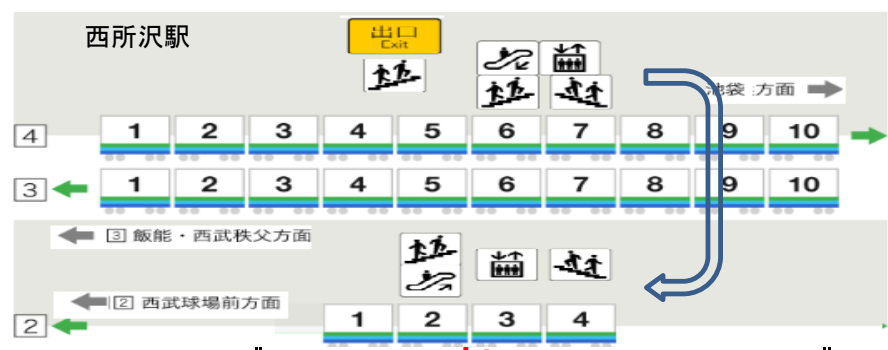 西所沢駅
出口
Exit
池袋 方面
4 1 2 3 4 5 6 7 8 9 10
3 1 2 3 4 5 6 7 8 9 10
3 飯能・西武秩父方面
2 西武球場前方面
2 1 2 3 4